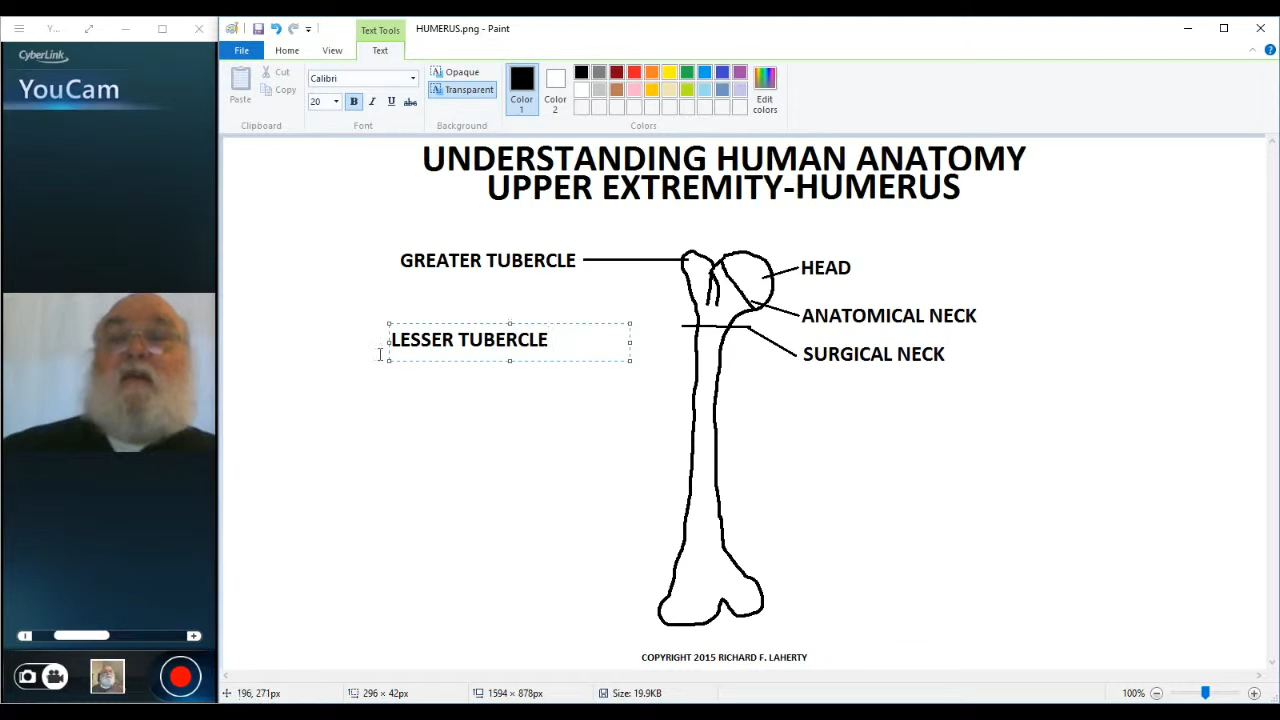 Y...
HUMERUS.png - Paint
Text Tools
File
Home
View
Text
Paste
Cut
Copy
Clipboard
Calibri
20
B
I
U
abc
Font
Opaque
Transparent
Background
Color 1
Color 2
Edit colors
Colors
CyberLink
YouCam
UNDERSTANDING HUMAN ANATOMY
UPPER EXTREMITY-HUMERUS
GREATER TUBERCLE
HEAD
ANATOMICAL NECK
LESSER TUBERCLE
SURGICAL NECK
COPYRIGHT 2015 RICHARD F. LAHERTY
196, 271px
296 × 42px
1594 × 878px
Size: 19.9KB
100%